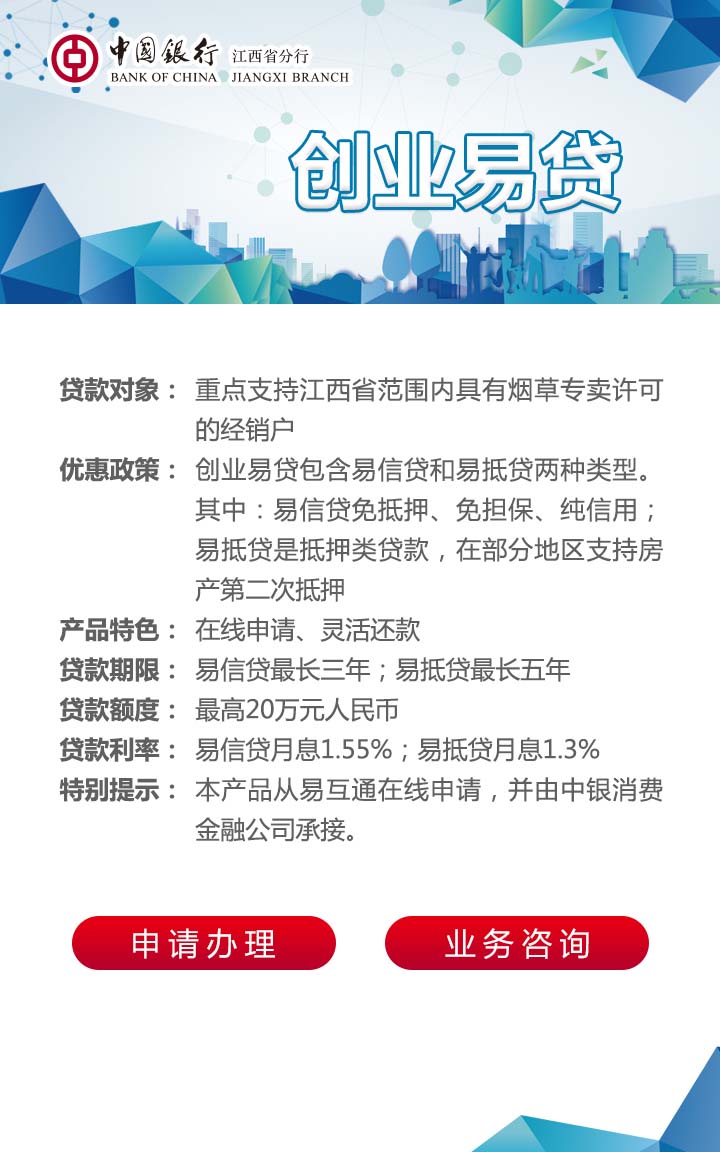 中國銀行 江西省分行
BANK OF CHINA JIANGXI BRANCH
创业易贷
贷款对象： 重点支持江西省范围内具有烟草专卖许可
的经销户
优惠政策： 创业易贷包含易信贷和易抵贷两种类型。
其中：易信贷免抵押、免担保、纯信用；
易抵贷是抵押类贷款，在部分地区支持房
产第二次抵押
产品特色： 在线申请、灵活还款
贷款期限： 易信贷最长三年；易抵贷最长五年
贷款额度： 最高20万元人民币
贷款利率： 易信贷月息1.55%；易抵贷月息1.3%
特别提示： 本产品从易互通在线申请，并由中银消费
金融公司承接。
申请办理 业务咨询